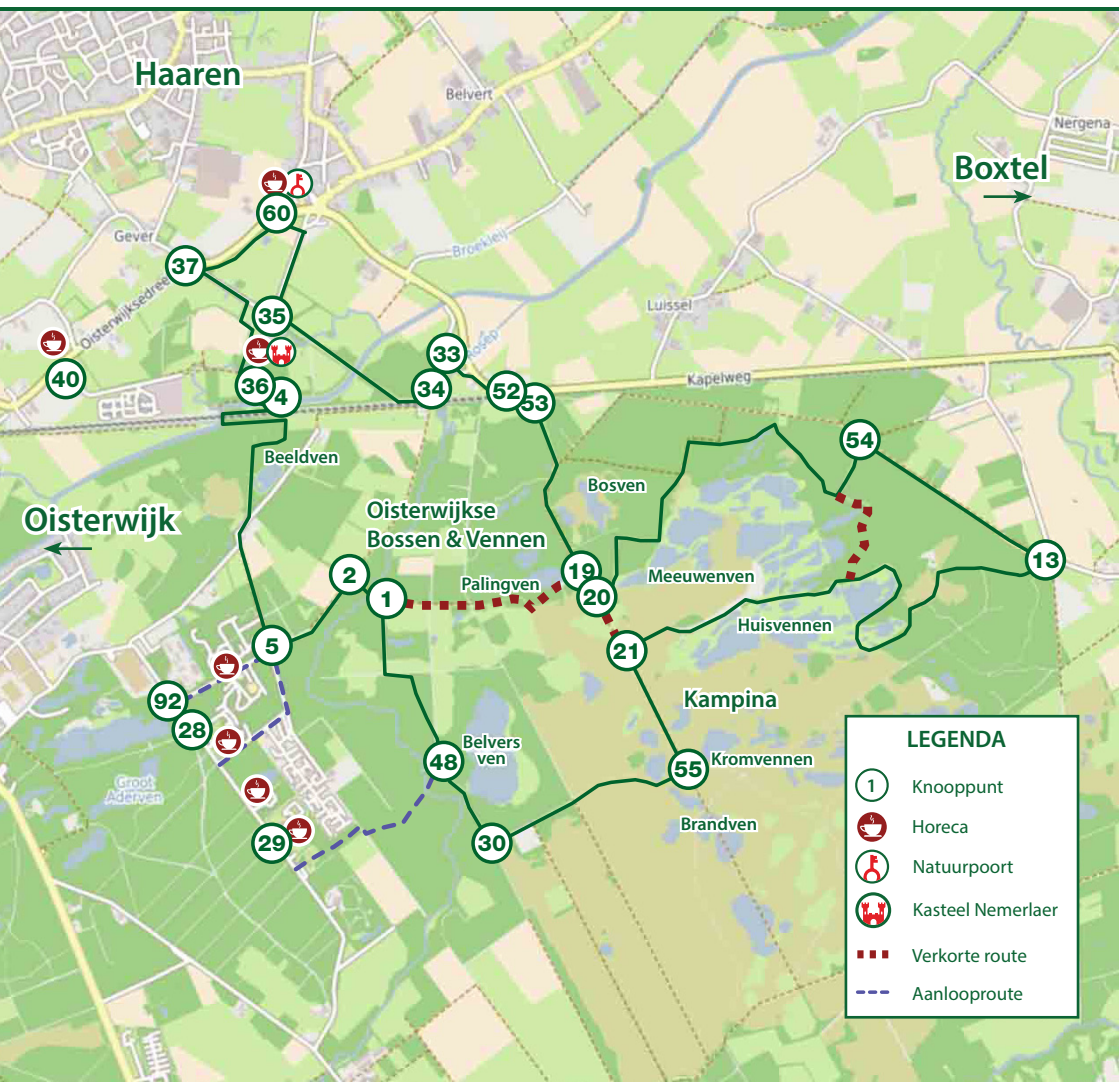 Haaren
Belvert
Nergena
Boxtel
60
Gever
Broekleij
37
Oisterwijksedreef
35
Luissel
33
40
36
4
34
52
53
Kapelweg
54
Beeldven
Bosven
Oisterwijk
Oisterwijkse
Bossen & Vennen
13
2
19
Meeuwenven
Palingven
1
20
Huisvennen
5
21
92
Kampina
28
Belvers
ven
48
55
Kromvennen
Groot
Aderven
Brandven
29
30
LEGENDA
1 Knooppunt
Horeca
Natuurpoort
Kasteel Nemerlaer
Verkorte route
Aanlooproute